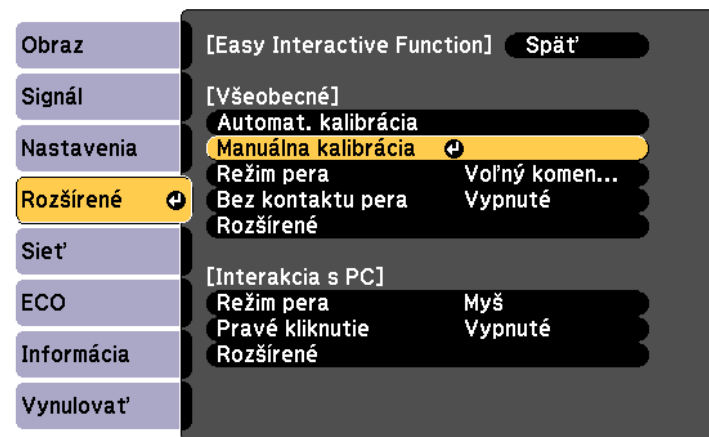 Obraz
Signál
Nastavenia
Rozšírené
Sieť
ECO
Informácia
Vynulovať
[Easy Interactive Function] Späť
[Všeobecné]
Automat. kalibrácia
Manuálna kalibrácia
Režim pera Voľný komen...
Bez kontaktu pera Vypnuté
Rozšírené
[Interakcia s PC]
Režim pera Myš
Pravé kliknutie Vypnuté
Rozšírené